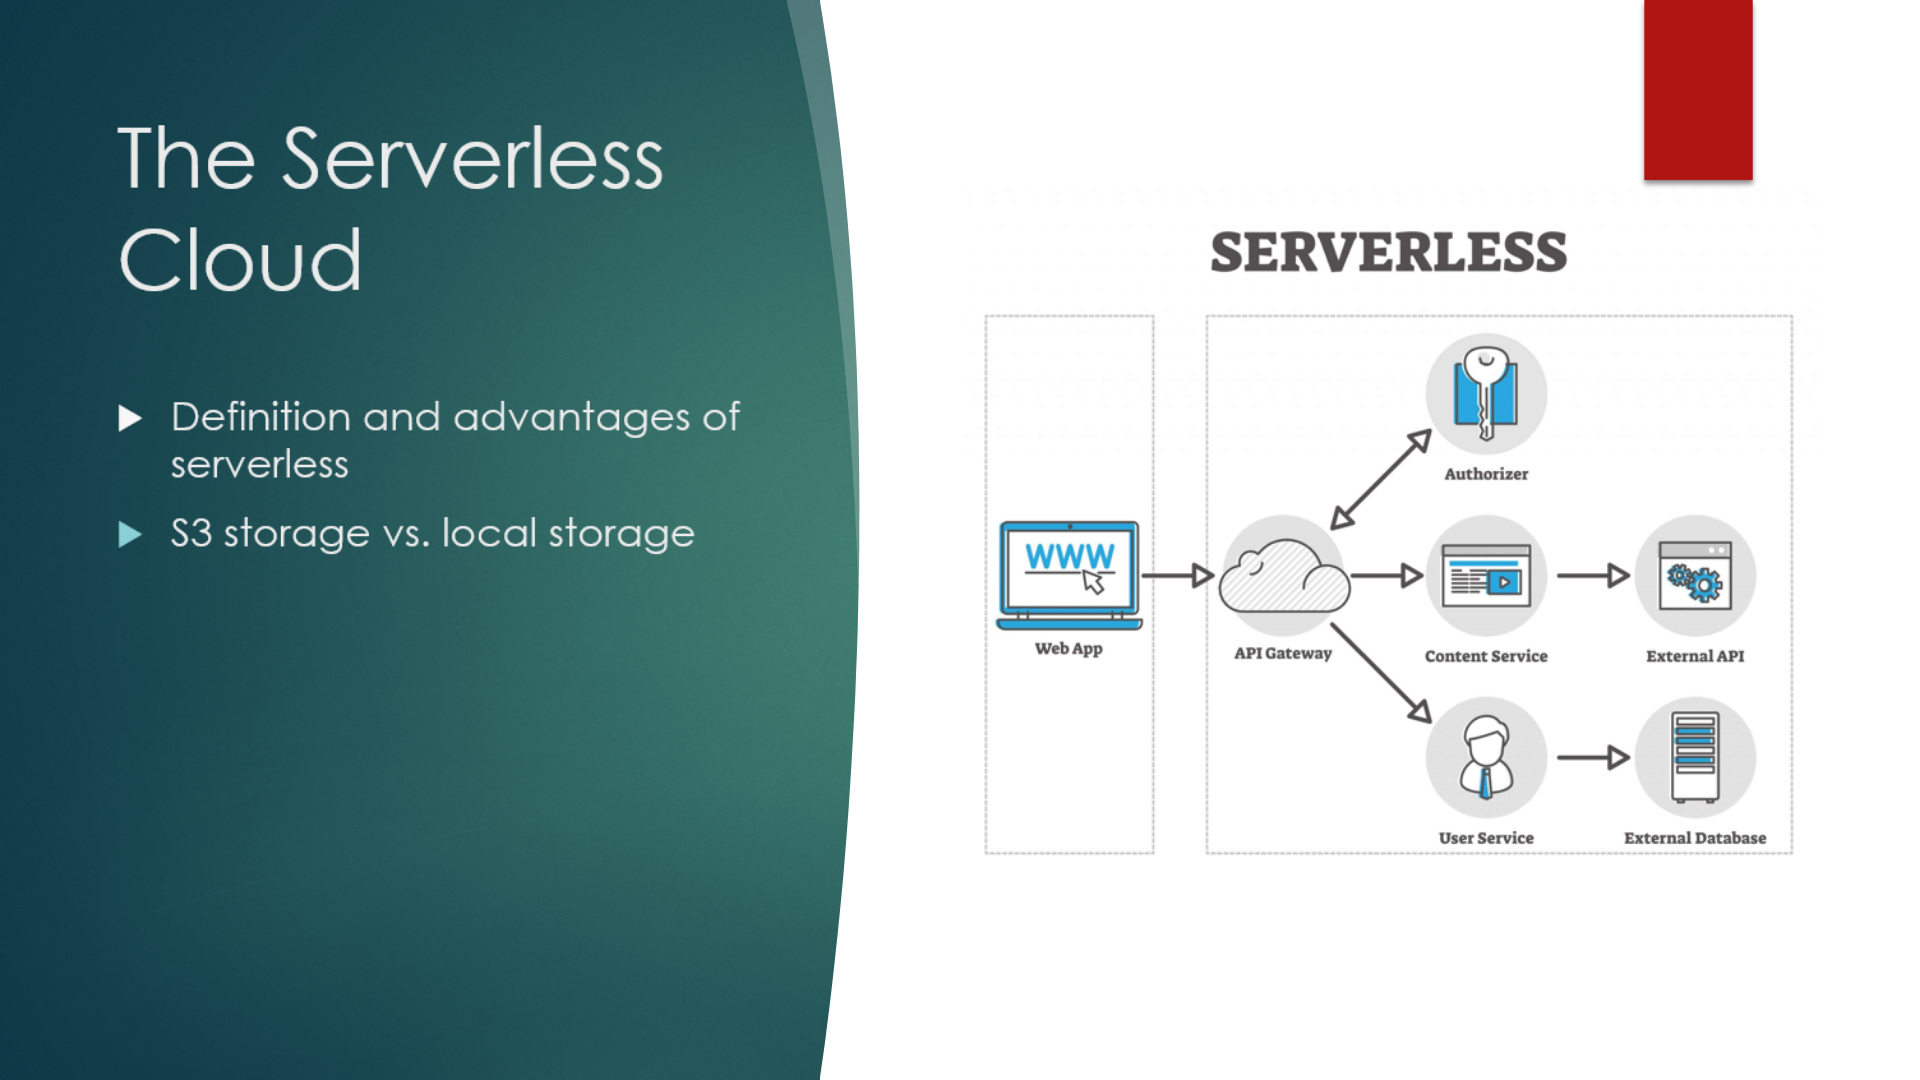 The Serverless
Cloud
Definition and advantages of
serverless
S3 storage vs. local storage
SERVERLESS
Authorizer
WWW
Web App
API Gateway
Content Service
External API
User Service
External Database